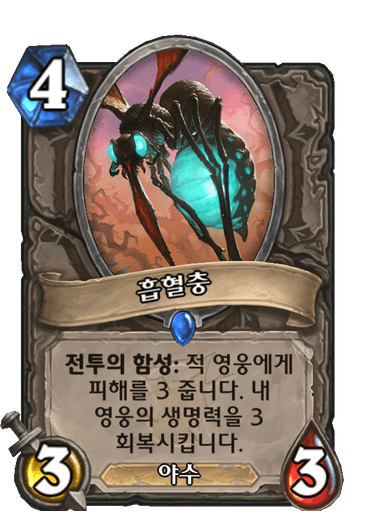 4
흡혈충
전투의 함성: 적 영웅에게
피해를 3 줍니다. 내
영웅의 생명력을 3
회복시킵니다.
3
야수
3